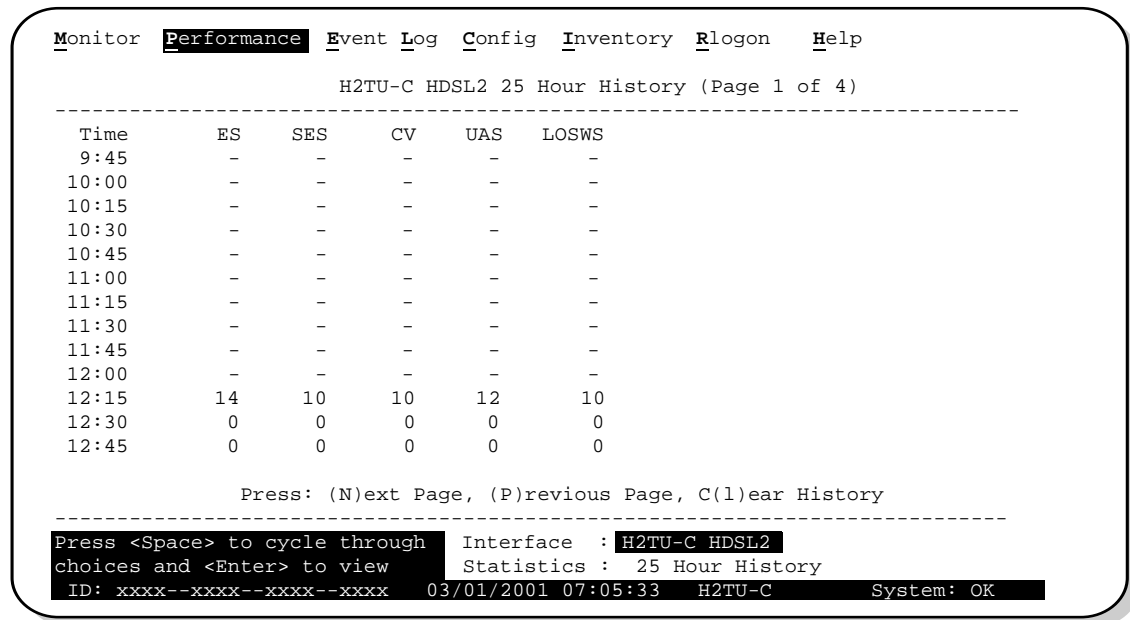 Monitor Performance Event Log Config Inventory Rlogon Help
H2TU-C HDSL2 25 Hour History (Page 1 of 4)
------------------------------------------------------------------------------
Time ES SES CV UAS LOSWS
9:45 - - - - -
10:00 - - - - -
10:15 - - - - -
10:30 - - - - -
10:45 - - - - -
11:00 - - - - -
11:15 - - - - -
11:30 - - - - -
11:45 - - - - -
12:00 - - - - -
12:15 14 10 10 12 10
12:30 0 0 0 0 0
12:45 0 0 0 0 0
Press: (N)ext Page, (P)revious Page, C(l)ear History
-----------------------------------------------------------------------------
Press <Space> to cycle through Interface : H2TU-C HDSL2
choices and <Enter> to view Statistics : 25 Hour History
ID: xxxx--xxxx--xxxx--xxxx 03/01/2001 07:05:33 H2TU-C System: OK